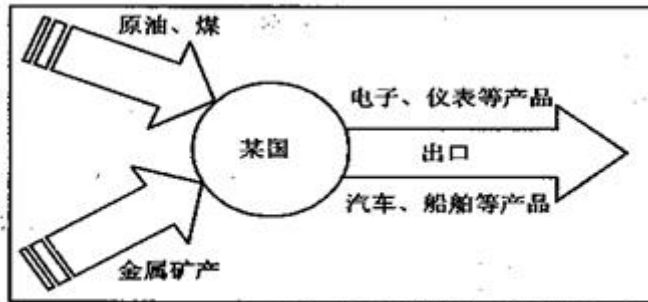 原油、煤
电子、仪表等产品
某国
出口
汽车、船舶等产品
金属矿产